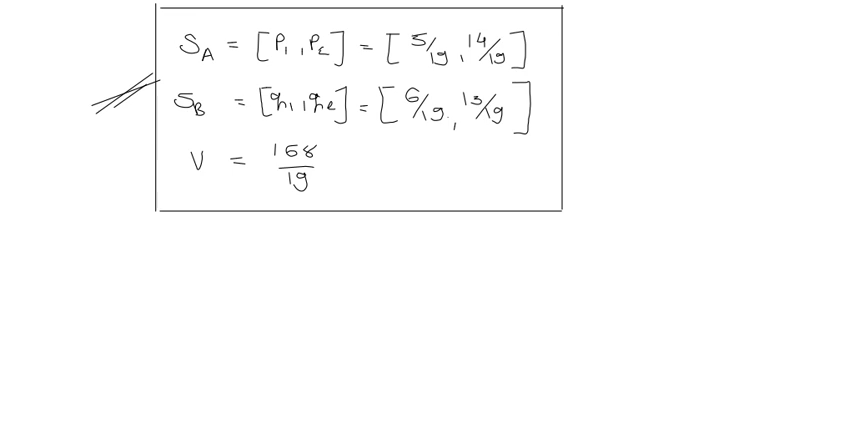 S_A = [P₁, P₂] = [5/19, 14/19]
S_B = [q₁, q₂] = [6/19, 13/19]
V = 168/19